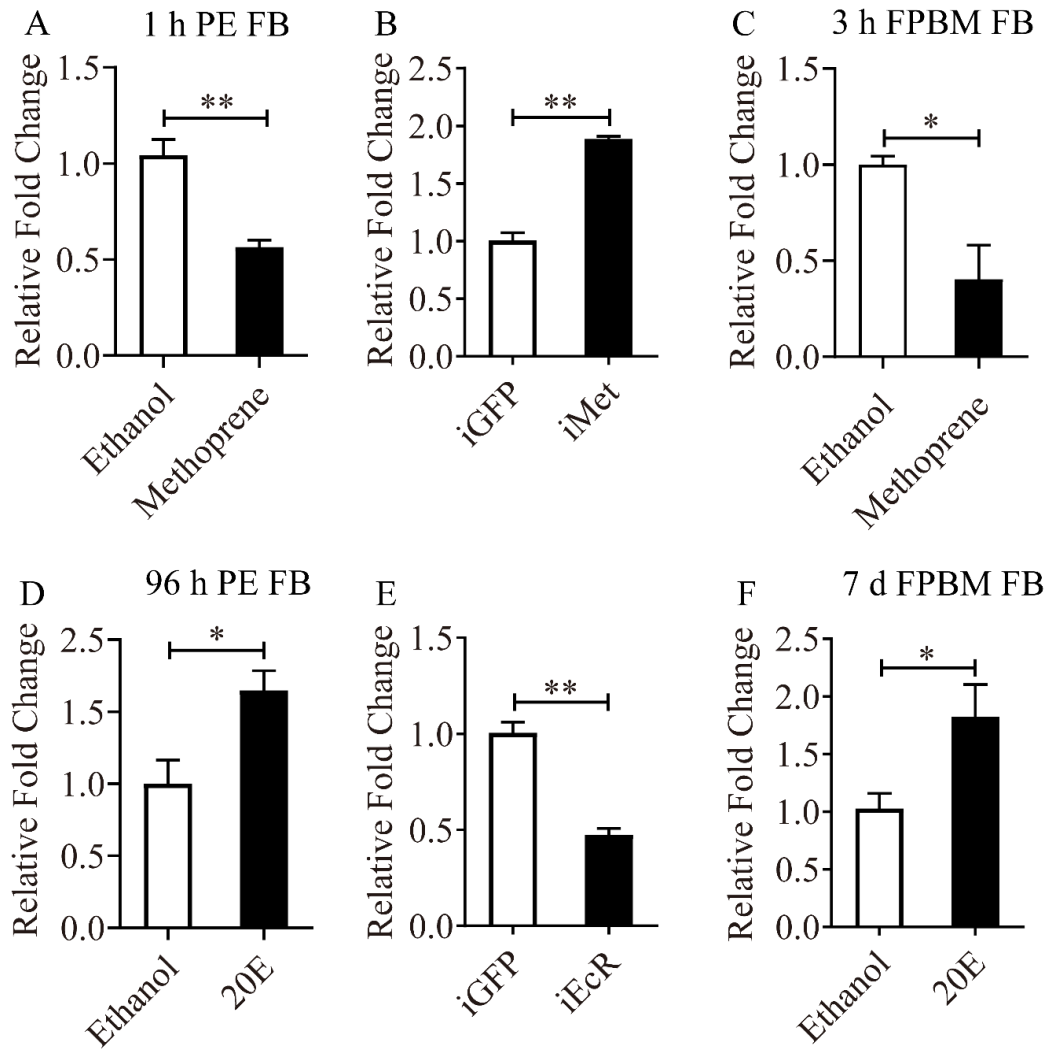 A
1 h PE FB
Relative Fold Change
1.5
1.0
0.5
0.0
**
Ethanol
Methoprene
B
Relative Fold Change
2.5
2.0
1.5
1.0
0.5
0.0
**
iGFP
iMet
C
3 h FPBM FB
Relative Fold Change
1.5
1.0
0.5
0.0
*
Ethanol
Methoprene
D
96 h PE FB
Relative Fold Change
2.5
1.5
1.0
0.5
0.0
*
Ethanol
20E
E
Relative Fold Change
1.5
1.0
0.5
0.0
**
iGFP
iEcR
F
7 d FPBM FB
Relative Fold Change
2.5
2.0
1.5
1.0
0.5
0.0
*
Ethanol
20E